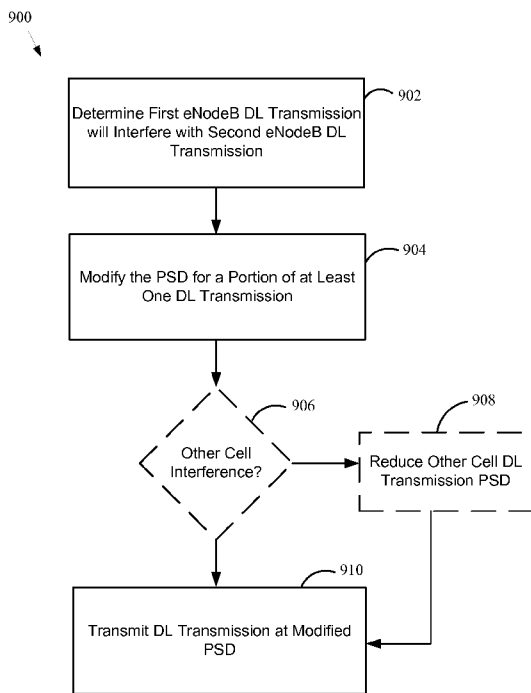 900
902
Determine First eNodeB DL Transmission
will Interfere with Second eNodeB DL
Transmission
904
Modify the PSD for a Portion of at Least
One DL Transmission
906
Other Cell
Interference?
908
Reduce Other Cell DL
Transmission PSD
910
Transmit DL Transmission at Modified
PSD